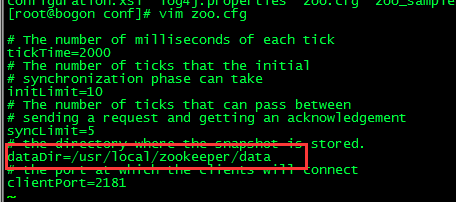 configuration.xsl log4j.properties zoo.cfg zoo_sample
[root@bogon conf]# vim zoo.cfg
# The number of milliseconds of each tick
tickTime=2000
# The number of ticks that the initial
# synchronization phase can take
initLimit=10
# The number of ticks that can pass between
# sending a request and getting an acknowledgement
syncLimit=5
# the directory where the snapshot is stored.
dataDir=/usr/local/zookeeper/data
# the port at which the clients will connect
clientPort=2181
~